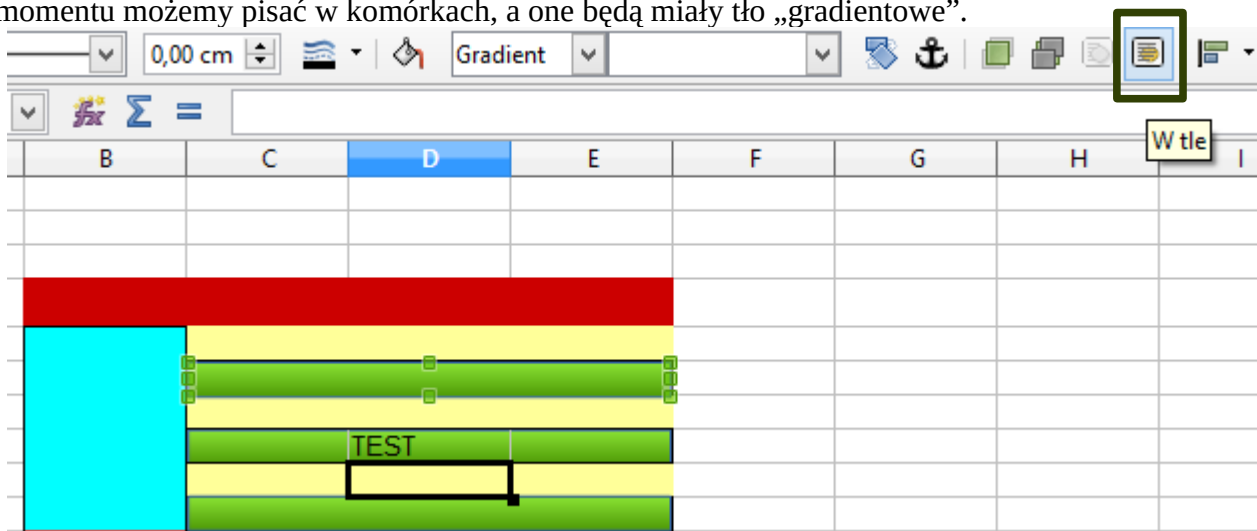 momentu możemy pisać w komórkach, a one będą miały tło „gradientowe”.
0,00 cm Gradient
W tle
B C D E F G H I
TEST